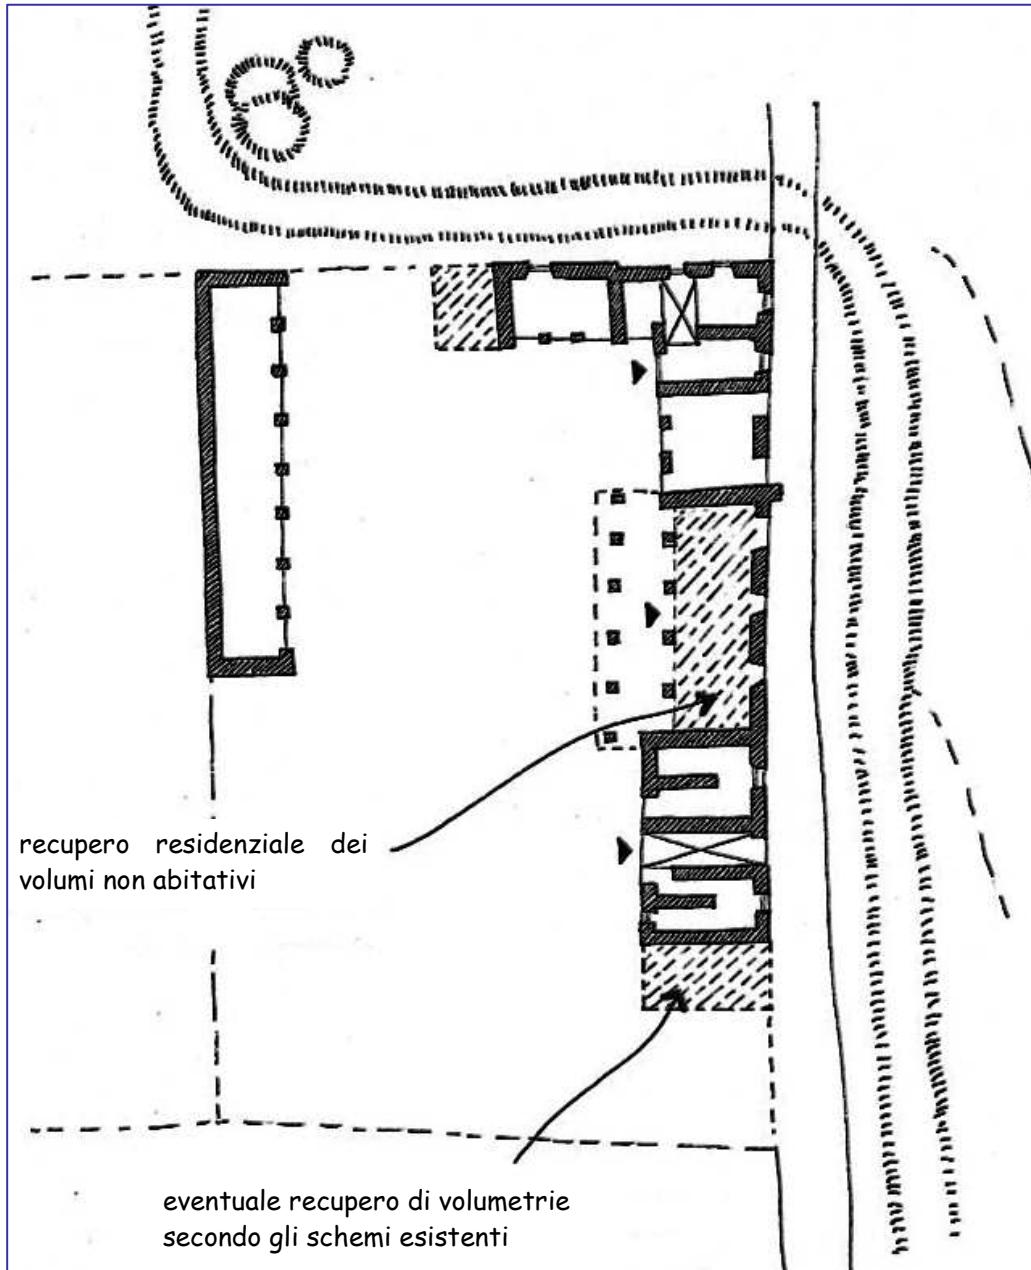 recupero residenziale dei
volumi non abitativi
eventuale recupero di volumetrie
secondo gli schemi esistenti